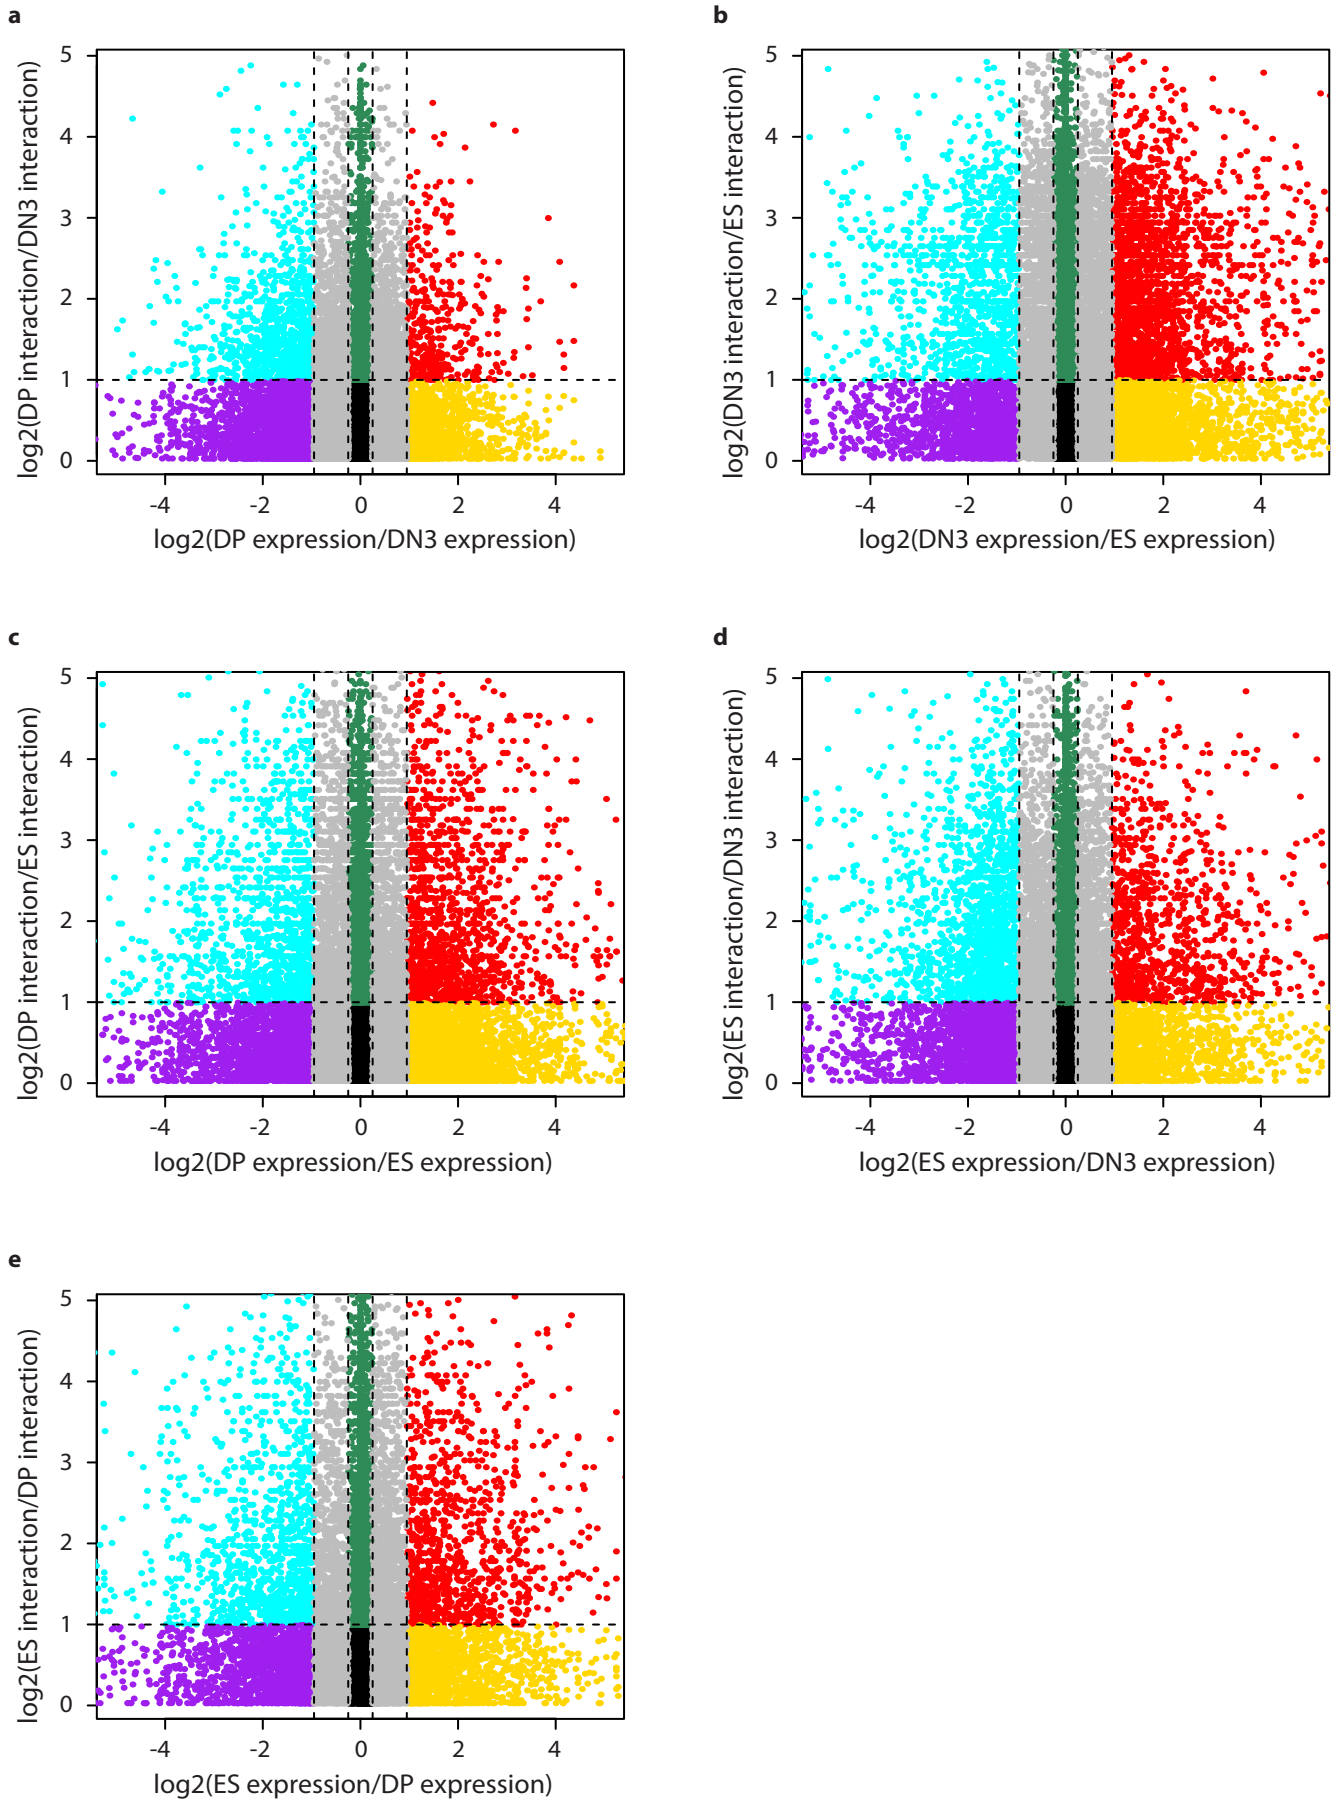 a
log2(DP interaction/DN3 interaction)
5
4
3
2
1
0
-4 -2 0 2 4
log2(DP expression/DN3 expression)
b
log2(DN3 interaction/ES interaction)
5
4
3
2
1
0
-4 -2 0 2 4
log2(DN3 expression/ES expression)
c
log2(DP interaction/ES interaction)
5
4
3
2
1
0
-4 -2 0 2 4
log2(DP expression/ES expression)
d
log2(ES interaction/DN3 interaction)
5
4
3
2
1
0
-4 -2 0 2 4
log2(ES expression/DN3 expression)
e
log2(ES interaction/DP interaction)
5
4
3
2
1
0
-4 -2 0 2 4
log2(ES expression/DP expression)